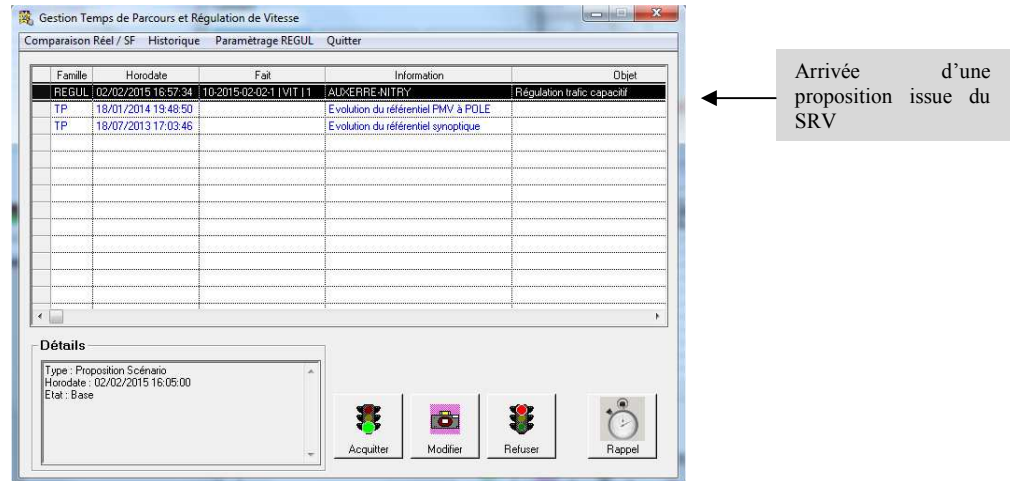 Gestion Temps de Parcours et Régulation de Vitesse
Comparaison Réel / SF Historique Paramètrage REGUL Quitter
Famille Horodate Fait Information Objet
REGUL 02/02/2015 16:57:34 10-2015-02-02-1 | VIT | 1 AUXERRE-NITRY Régulation trafic capacitif
TP 18/01/2014 19:48:50 Evolution du référentiel PMV à POLE
TP 18/07/2013 17:03:46 Evolution du référentiel synoptique
Arrivée d'une
proposition issue du
SRV
Détails
Type : Proposition Scénario
Horodate : 02/02/2015 16:05:00
Etat : Base
Acquitter Modifier Refuser Rappel